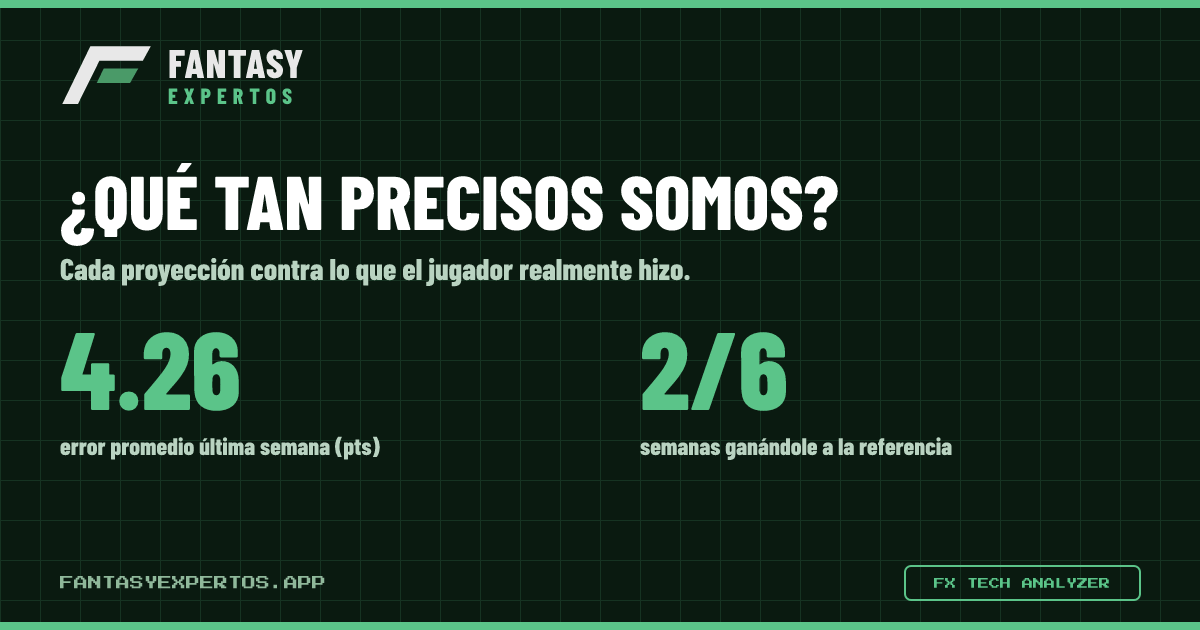 FANTASY
EXPERTOS
¿QUÉ TAN PRECISOS SOMOS?
Cada proyección contra lo que el jugador realmente hizo.
4.26
error promedio última semana (pts)
2/6
semanas ganándole a la referencia
FANTASYEXPERTOS.APP
FX TECH ANALYZER